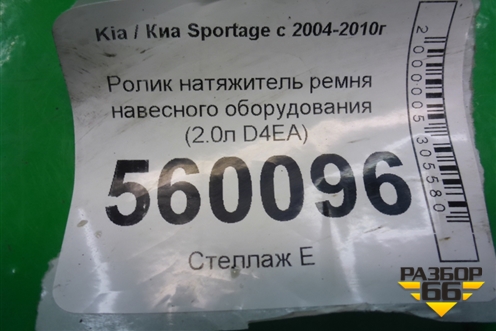 Kia / Киа Sportage с 2004-2010г
Ролик натяжитель ремня
навесного оборудования
(2.0л D4EA)
560096
Стеллаж Е
2000005305580
РАЗБОР
66